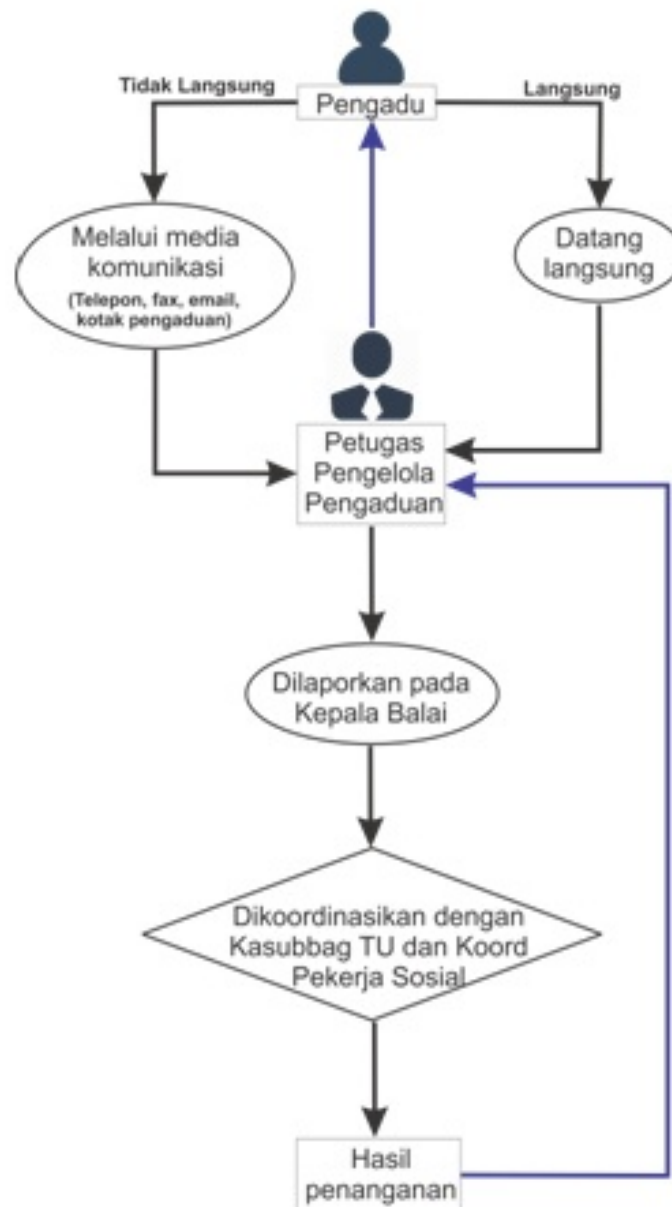 Tidak Langsung
Pengadu
Langsung
Melalui media
komunikasi
(Telepon, fax, email,
kotak pengaduan)
Datang
langsung
Petugas
Pengelola
Pengaduan
Dilaporkan pada
Kepala Balai
Dikoordinasikan dengan
Kasubbag TU dan Koord
Pekerja Sosial
Hasil
penanganan